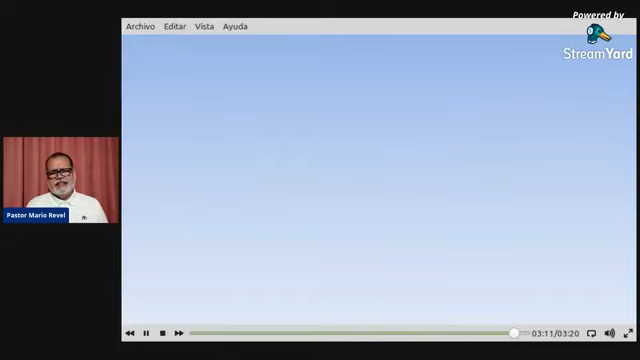 Powered by
StreamYard
Archivo Editar Vista Ayuda
Pastor Mario Revel
03:11/03:20